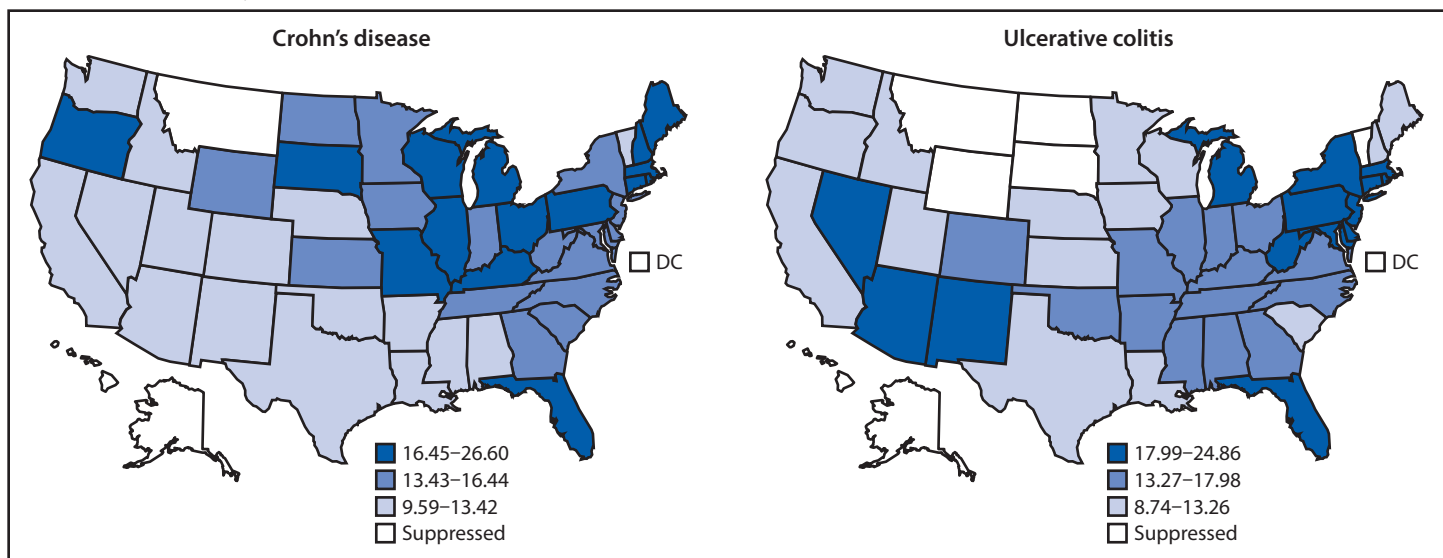 Crohn's disease
DC
16.45–26.60
13.43–16.44
9.59–13.42
Suppressed
Ulcerative colitis
DC
17.99–24.86
13.27–17.98
8.74–13.26
Suppressed